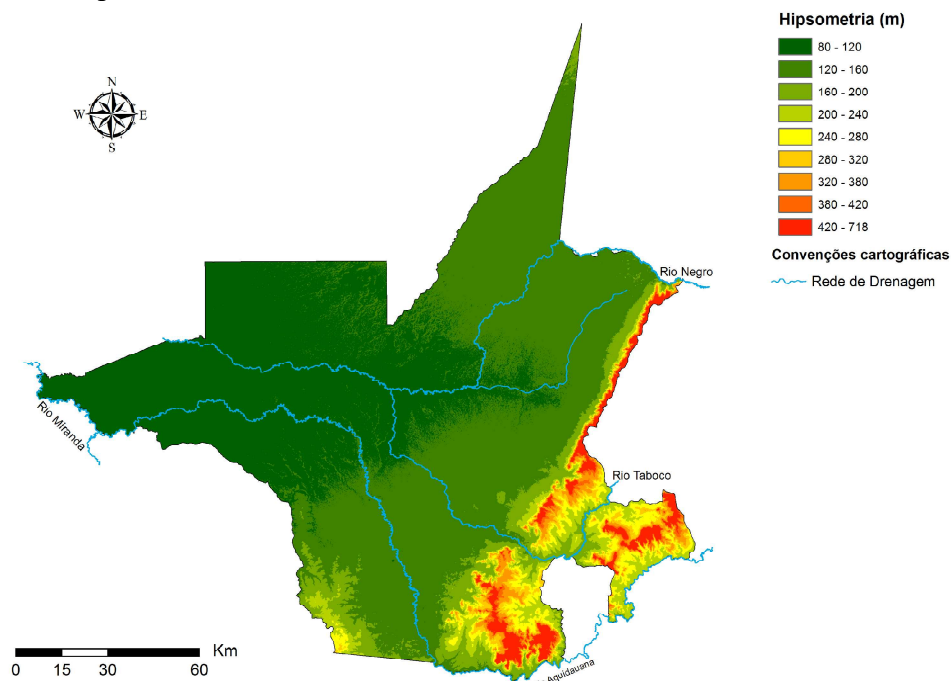 Hipsometria (m)
80 - 120
120 - 160
160 - 200
200 - 240
240 - 280
280 - 320
320 - 380
380 - 420
420 - 718
Convenções cartográficas
Rede de Drenagem
N
W
E
S
Rio Negro
Rio Miranda
Rio Taboco
Aquidauana
Km
0 15 30 60